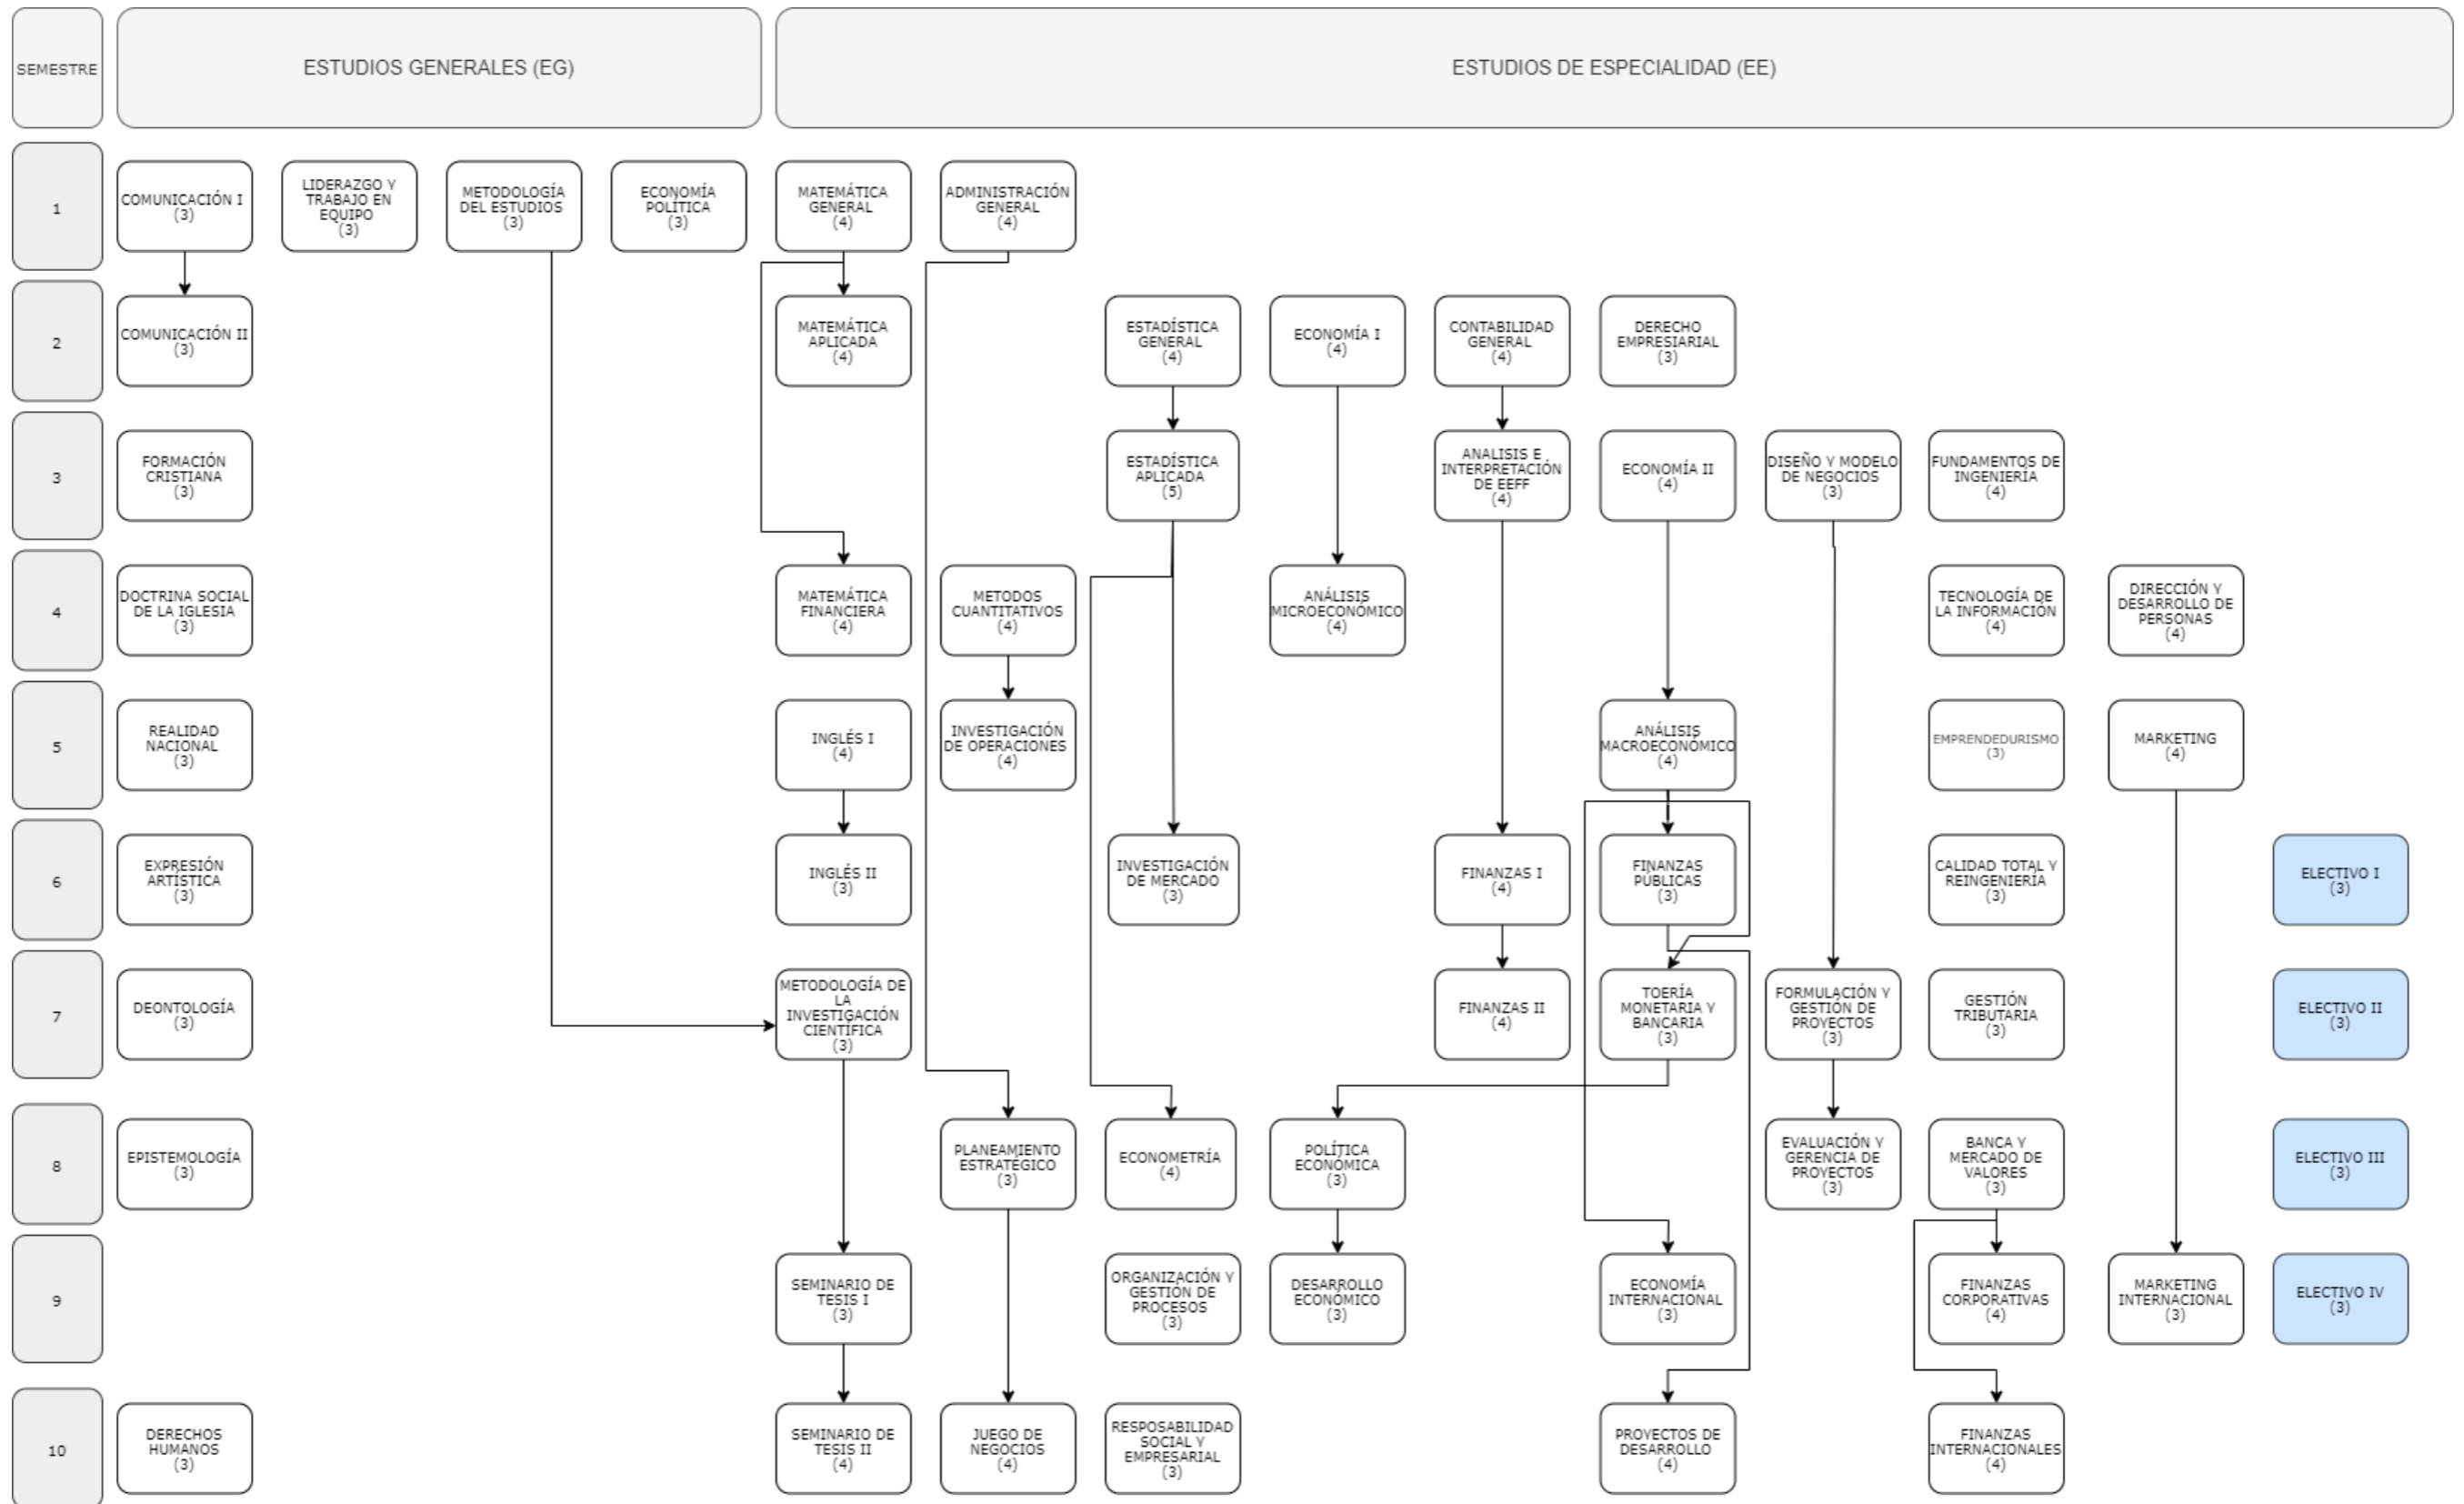 SEMESTRE
ESTUDIOS GENERALES (EG)
ESTUDIOS DE ESPECIALIDAD (EE)
1
COMUNICACIÓN I
(3)
LIDERAZGO Y
TRABAJO EN
EQUIPO
(3)
METODOLOGÍA
DEL ESTUDIOS
(3)
ECONOMÍA
POLÍTICA
(3)
MATEMÁTICA
GENERAL
(4)
ADMINISTRACIÓN
GENERAL
(4)
2
COMUNICACIÓN II
(3)
MATEMÁTICA
APLICADA
(4)
ESTADÍSTICA
GENERAL
(4)
ECONOMÍA I
(4)
CONTABILIDAD
GENERAL
(4)
DERECHO
EMPRESIARIAL
(3)
3
FORMACIÓN
CRISTIANA
(3)
ESTADÍSTICA
APLICADA
(5)
ANALISIS E
INTERPRETACIÓN
DE EEFF
(4)
ECONOMÍA II
(4)
DISEÑO Y MODELO
DE NEGOCIOS
(3)
FUNDAMENTOS DE
INGENIERÍA
(4)
4
DOCTRINA SOCIAL
DE LA IGLESIA
(3)
MATEMÁTICA
FINANCIERA
(4)
METODOS
CUANTITATIVOS
(4)
ANÁLISIS
MICROECONÓMICO
(4)
TECNOLOGÍA DE
LA INFORMACIÓN
(4)
DIRECCIÓN Y
DESARROLLO DE
PERSONAS
(4)
5
REALIDAD
NACIONAL
(3)
INGLÉS I
(4)
INVESTIGACIÓN
DE OPERACIONES
(4)
ANÁLISIS
MACROECONÓMICO
(4)
EMPRENDEDURISMO
(3)
MARKETING
(4)
6
EXPRESIÓN
ARTÍSTICA
(3)
INGLÉS II
(3)
INVESTIGACIÓN
DE MERCADO
(3)
FINANZAS I
(4)
FINANZAS
PÚBLICAS
(3)
CALIDAD TOTAL Y
REINGENIERÍA
(3)
ELECTIVO I
(3)
7
DEONTOLOGÍA
(3)
METODOLOGÍA DE
LA
INVESTIGACIÓN
CIENTÍFICA
(3)
FINANZAS II
(4)
TOERÍA
MONETARIA Y
BANCARIA
(3)
FORMULACIÓN Y
GESTIÓN DE
PROYECTOS
(3)
GESTIÓN
TRIBUTARIA
(3)
ELECTIVO II
(3)
8
EPISTEMOLOGÍA
(3)
PLANEAMIENTO
ESTRATÉGICO
(3)
ECONOMETRÍA
(4)
POLÍTICA
ECONÓMICA
(3)
EVALUACIÓN Y
GERENCIA DE
PROYECTOS
(3)
BANCA Y
MERCADO DE
VALORES
(3)
ELECTIVO III
(3)
9
SEMINARIO DE
TESIS I
(3)
ORGANIZACIÓN Y
GESTIÓN DE
PROCESOS
(3)
DESARROLLO
ECONÓMICO
(3)
ECONOMÍA
INTERNACIONAL
(3)
FINANZAS
CORPORATIVAS
(4)
MARKETING
INTERNACIONAL
(3)
ELECTIVO IV
(3)
10
DERECHOS
HUMANOS
(3)
SEMINARIO DE
TESIS II
(4)
JUEGO DE
NEGOCIOS
(4)
RESPOSABILIDAD
SOCIAL Y
EMPRESARIAL
(3)
PROYECTOS DE
DESARROLLO
(4)
FINANZAS
INTERNACIONALES
(4)